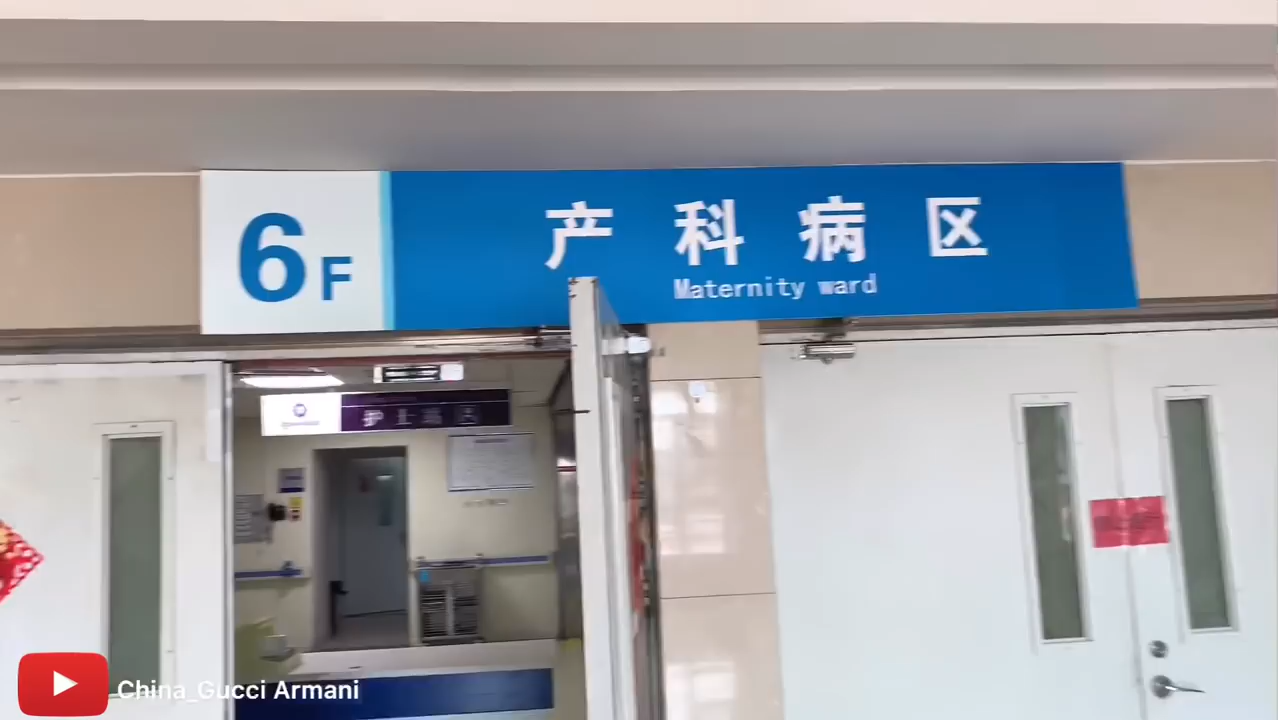 6F
产科病区
Maternity ward
护士站
China_Gucci Armani